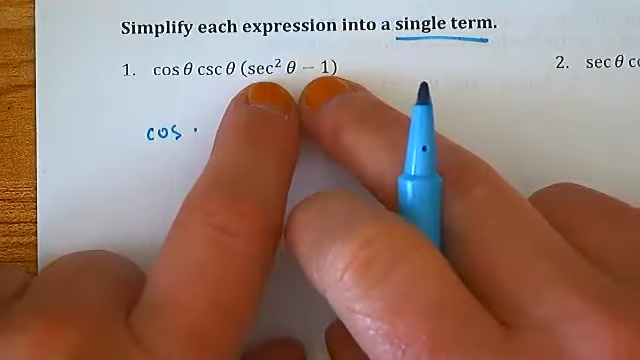 Simplify each expression into a single term.
1. cos θ csc θ (sec² θ − 1)
2. sec θ
cos ·